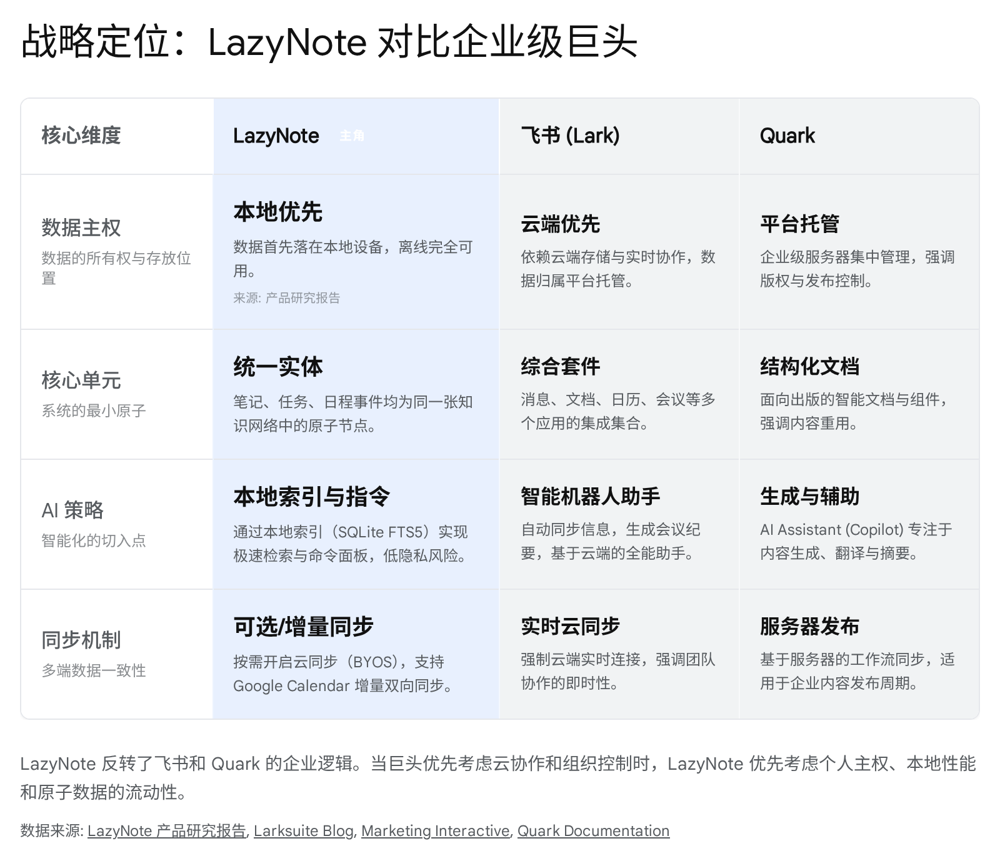 战略定位：LazyNote 对比企业级巨头
核心维度
LazyNote 主角
飞书 (Lark)
Quark
数据主权
数据的所有权与存放位
置
本地优先
数据首先落在本地设备，离线完全可
用。
来源: 产品研究报告
云端优先
依赖云端存储与实时协作，数
据归属平台托管。
平台托管
企业级服务器集中管理，强调
版权与发布控制。
核心单元
系统的最小原子
统一实体
笔记、任务、日程事件均为同一张知
识网络中的原子节点。
综合套件
消息、文档、日历、会议等多
个应用的集成集合。
结构化文档
面向出版的智能文档与组件，
强调内容重用。
AI 策略
智能化的切入点
本地索引与指令
通过本地索引（SQLite FTS5）实现
极速检索与命令面板，低隐私风险。
智能机器人助手
自动同步信息，生成会议纪
要，基于云端的全能助手。
生成与辅助
AI Assistant (Copilot) 专注于
内容生成、翻译与摘要。
同步机制
多端数据一致性
可选/增量同步
按需开启云同步（BYOS），支持
Google Calendar 增量双向同步。
实时云同步
强制云端实时连接，强调团队
协作的即时性。
服务器发布
基于服务器的工作流同步，适
用于企业内容发布周期。
LazyNote 反转了飞书和 Quark 的企业逻辑。当巨头优先考虑云协作和组织控制时，LazyNote 优先考虑个人主权、本地性能
和原子数据的流动性。
数据来源: LazyNote 产品研究报告, Larksuite Blog, Marketing Interactive, Quark Documentation